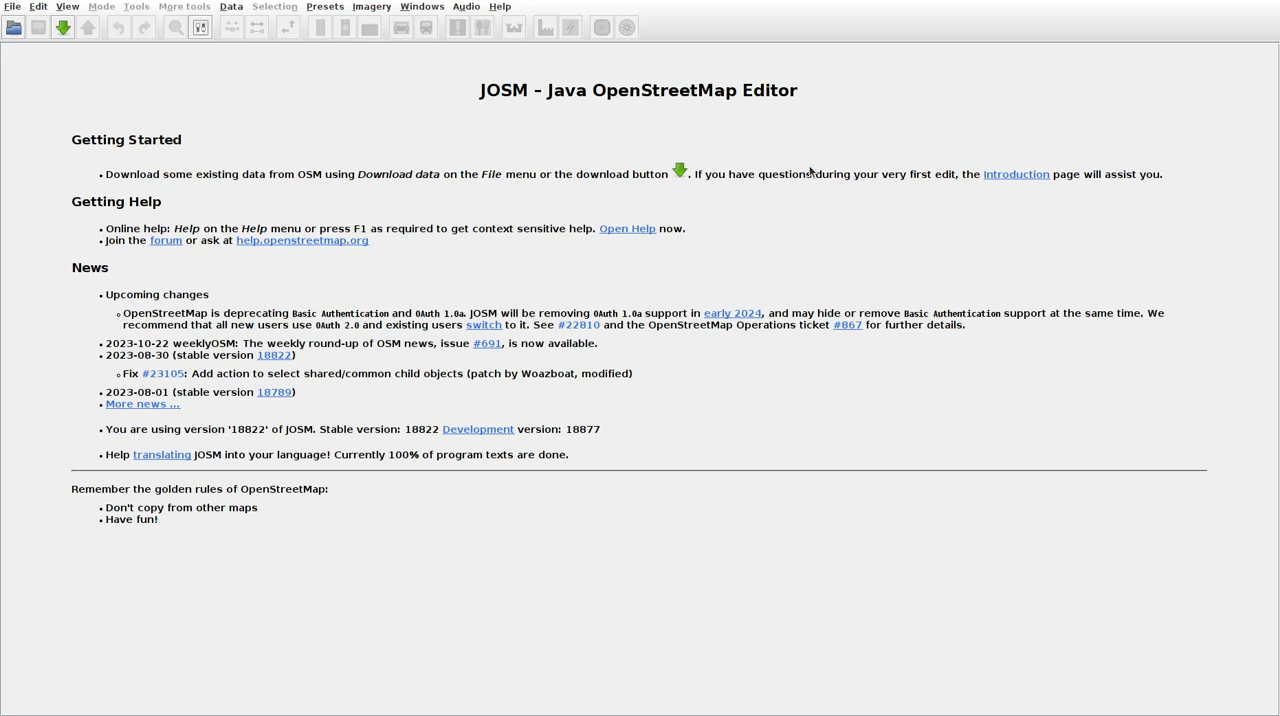 File Edit View Mode Tools More tools Data Selection Presets Imagery Windows Audio Help
JOSM – Java OpenStreetMap Editor
Getting Started
• Download some existing data from OSM using Download data on the File menu or the download button . If you have questions during your very first edit, the Introduction page will assist you.
Getting Help
• Online help: Help on the Help menu or press F1 as required to get context sensitive help. Open Help now.
• Join the forum or ask at help.openstreetmap.org
News
• Upcoming changes
◦ OpenStreetMap is deprecating Basic Authentication and OAuth 1.0a. JOSM will be removing OAuth 1.0a support in early 2024, and may hide or remove Basic Authentication support at the same time. We
recommend that all new users use OAuth 2.0 and existing users switch to it. See #22810 and the OpenStreetMap Operations ticket #867 for further details.
• 2023-10-22 weeklyOSM: The weekly round-up of OSM news, issue #691, is now available.
• 2023-08-30 (stable version 18822)
◦ Fix #23105: Add action to select shared/common child objects (patch by Woazboat, modified)
• 2023-08-01 (stable version 18789)
• More news ...
• You are using version '18822' of JOSM. Stable version: 18822 Development version: 18877
• Help translating JOSM into your language! Currently 100% of program texts are done.
Remember the golden rules of OpenStreetMap:
• Don't copy from other maps
• Have fun!